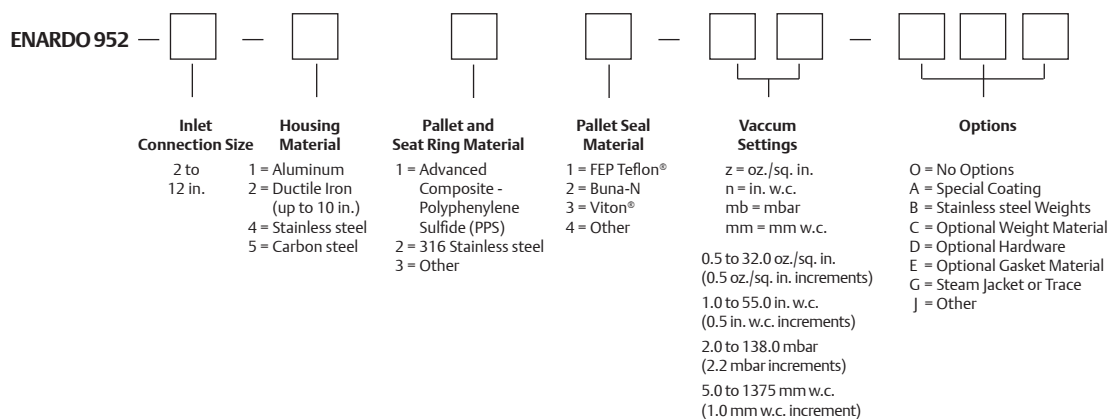 ENARDO 952 — — — —
Inlet
Connection Size
2 to
12 in.
Housing
Material
1 = Aluminum
2 = Ductile Iron
(up to 10 in.)
4 = Stainless steel
5 = Carbon steel
Pallet and
Seat Ring Material
1 = Advanced
Composite -
Polyphenylene
Sulfide (PPS)
2 = 316 Stainless steel
3 = Other
Pallet Seal
Material
1 = FEP Teflon®
2 = Buna-N
3 = Viton®
4 = Other
Vaccum
Settings
z = oz./sq. in.
n = in. w.c.
mb = mbar
mm = mm w.c.
0.5 to 32.0 oz./sq. in.
(0.5 oz./sq. in. increments)
1.0 to 55.0 in. w.c.
(0.5 in. w.c. increments)
2.0 to 138.0 mbar
(2.2 mbar increments)
5.0 to 1375 mm w.c.
(1.0 mm w.c. increment)
Options
O = No Options
A = Special Coating
B = Stainless steel Weights
C = Optional Weight Material
D = Optional Hardware
E = Optional Gasket Material
G = Steam Jacket or Trace
J = Other